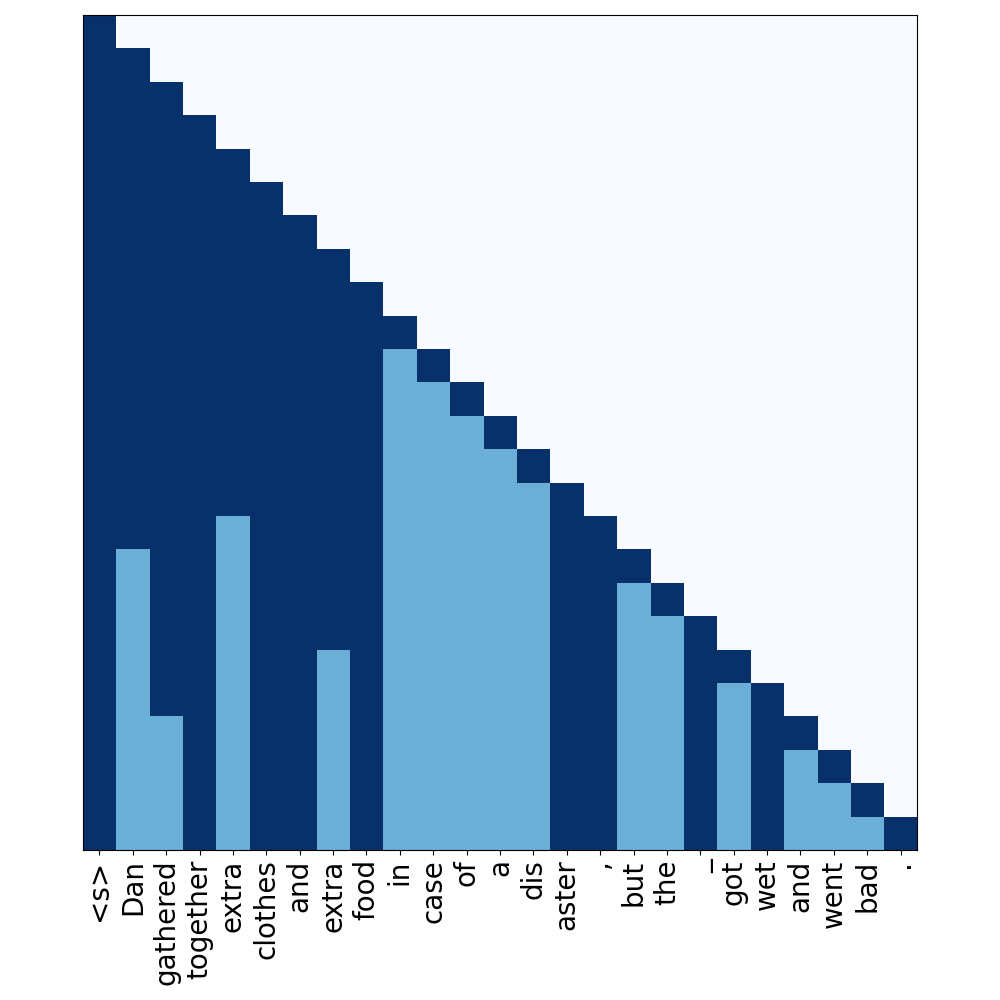 <s> Dan gathered together extra clothes and extra food in case of a dis aster , but the _ got wet and went bad .